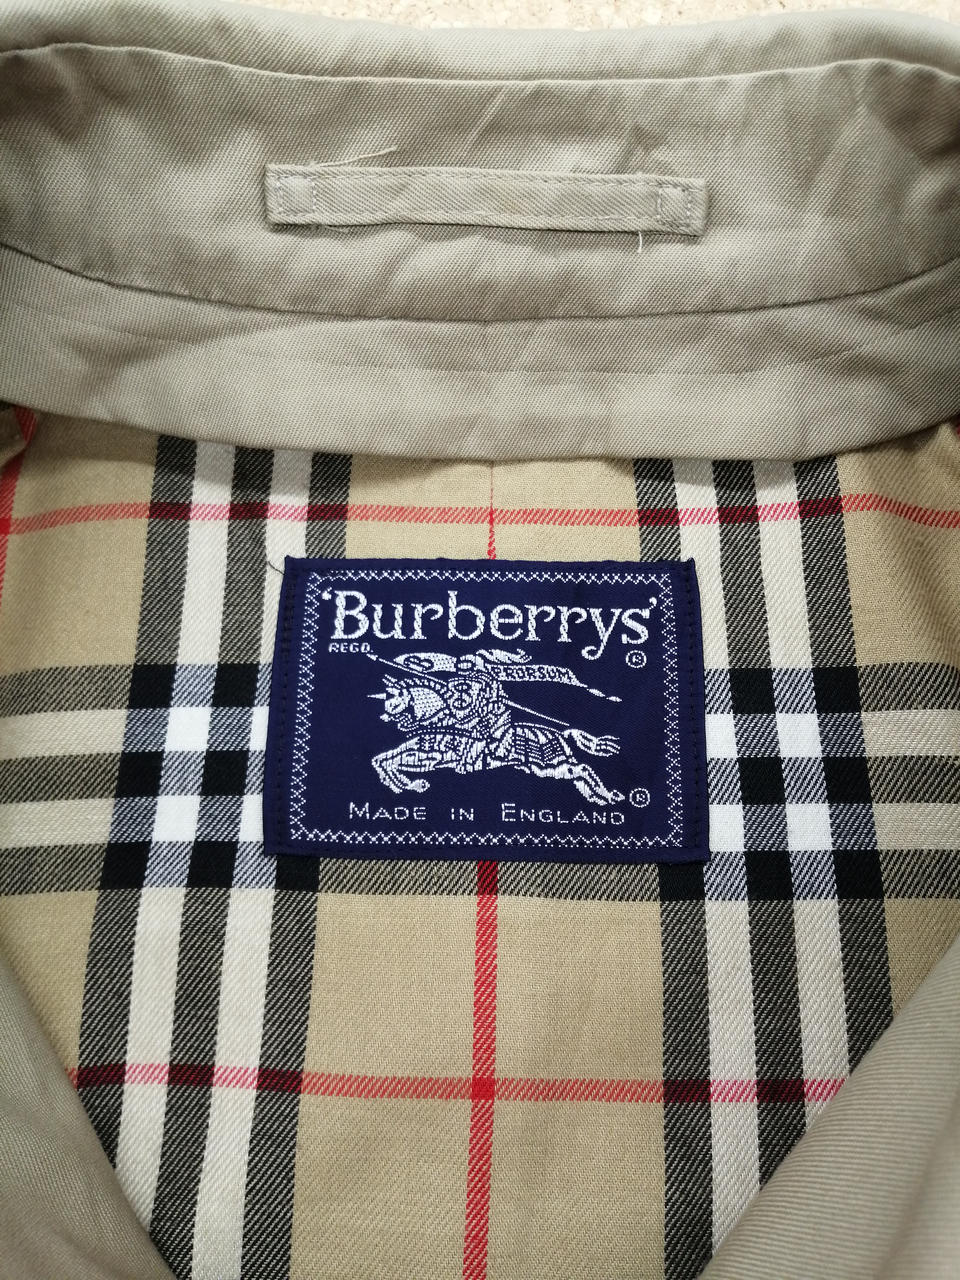 'Burberrys'
REGD.
®
PRORSUM
®
MADE IN ENGLAND